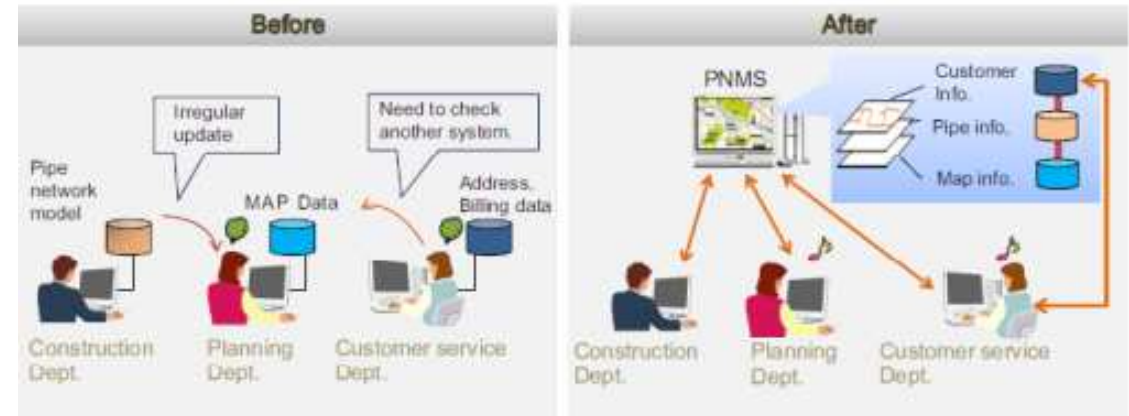 Before
Irregular
update
Need to check
another system.
Pipe
network
model
MAP Data
Address.
Billing data
Construction
Dept.
Planning
Dept.
Customer service
Dept.
After
PNMS
Customer
Info.
Pipe info.
Map info.
Construction
Dept.
Planning
Dept.
Customer service
Dept.